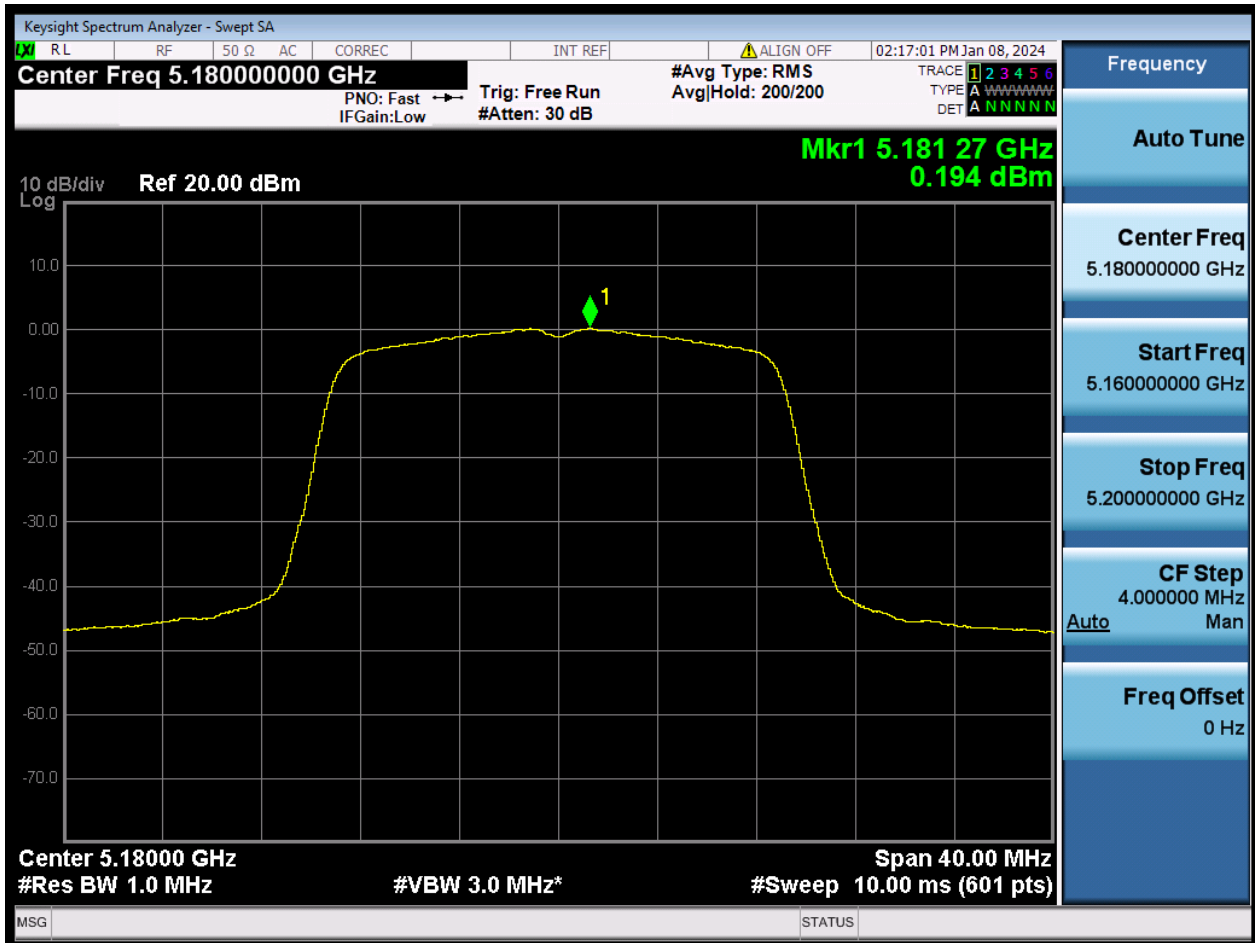 Keysight Spectrum Analyzer - Swept SA
LXI RL RF 50 Ω AC CORREC INT REF ALIGN OFF 02:17:01 PM Jan 08, 2024
Center Freq 5.180000000 GHz
PNO: Fast
IFGain:Low
Trig: Free Run
#Atten: 30 dB
#Avg Type: RMS
Avg|Hold: 200/200
TRACE 1 2 3 4 5 6
TYPE A WWWWW
DET A N N N N N
Mkr1 5.181 27 GHz
0.194 dBm
10 dB/div Ref 20.00 dBm
Log
10.0
0.00
-10.0
-20.0
-30.0
-40.0
-50.0
-60.0
-70.0
1
Center 5.18000 GHz Span 40.00 MHz
#Res BW 1.0 MHz #VBW 3.0 MHz* #Sweep 10.00 ms (601 pts)
MSG STATUS
Frequency
Auto Tune
Center Freq
5.180000000 GHz
Start Freq
5.160000000 GHz
Stop Freq
5.200000000 GHz
CF Step
4.000000 MHz
Auto Man
Freq Offset
0 Hz